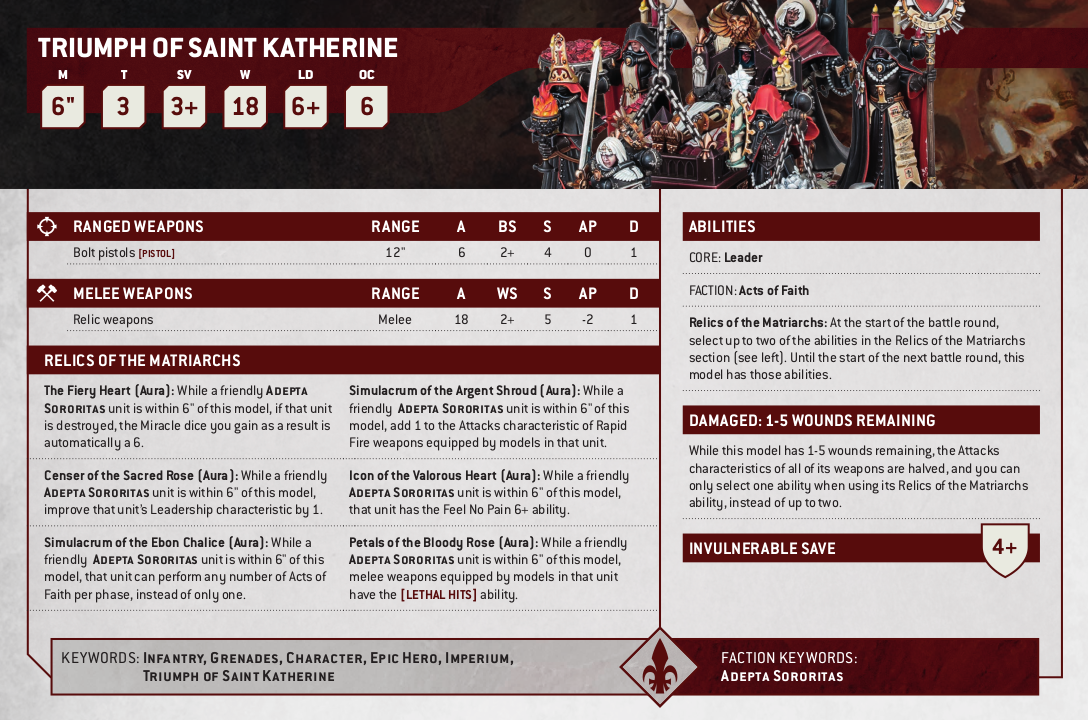 TRIUMPH OF SAINT KATHERINE
M T SV W LD OC
6" 3 3+ 18 6+ 6
RANGED WEAPONS RANGE A BS S AP D
Bolt pistols [PISTOL] 12" 6 2+ 4 0 1
MELEE WEAPONS RANGE A WS S AP D
Relic weapons Melee 18 2+ 5 -2 1
RELICS OF THE MATRIARCHS
The Fiery Heart (Aura): While a friendly ADEPTA
SORORITAS unit is within 6" of this model, if that unit
is destroyed, the Miracle dice you gain as a result is
automatically a 6.
Censer of the Sacred Rose (Aura): While a friendly
ADEPTA SORORITAS unit is within 6" of this model,
improve that unit's Leadership characteristic by 1.
Simulacrum of the Ebon Chalice (Aura): While a
friendly ADEPTA SORORITAS unit is within 6" of this
model, that unit can perform any number of Acts of
Faith per phase, instead of only one.
Simulacrum of the Argent Shroud (Aura): While a
friendly ADEPTA SORORITAS unit is within 6" of this
model, add 1 to the Attacks characteristic of Rapid
Fire weapons equipped by models in that unit.
Icon of the Valorous Heart (Aura): While a friendly
ADEPTA SORORITAS unit is within 6" of this model,
that unit has the Feel No Pain 6+ ability.
Petals of the Bloody Rose (Aura): While a friendly
ADEPTA SORORITAS unit is within 6" of this model,
melee weapons equipped by models in that unit
have the [LETHAL HITS] ability.
ABILITIES
CORE: Leader
FACTION: Acts of Faith
Relics of the Matriarchs: At the start of the battle round,
select up to two of the abilities in the Relics of the Matriarchs
section (see left). Until the start of the next battle round, this
model has those abilities.
DAMAGED: 1-5 WOUNDS REMAINING
While this model has 1-5 wounds remaining, the Attacks
characteristics of all of its weapons are halved, and you can
only select one ability when using its Relics of the Matriarchs
ability, instead of up to two.
INVULNERABLE SAVE 4+
KEYWORDS: INFANTRY, GRENADES, CHARACTER, EPIC HERO, IMPERIUM,
TRIUMPH OF SAINT KATHERINE
FACTION KEYWORDS:
ADEPTA SORORITAS